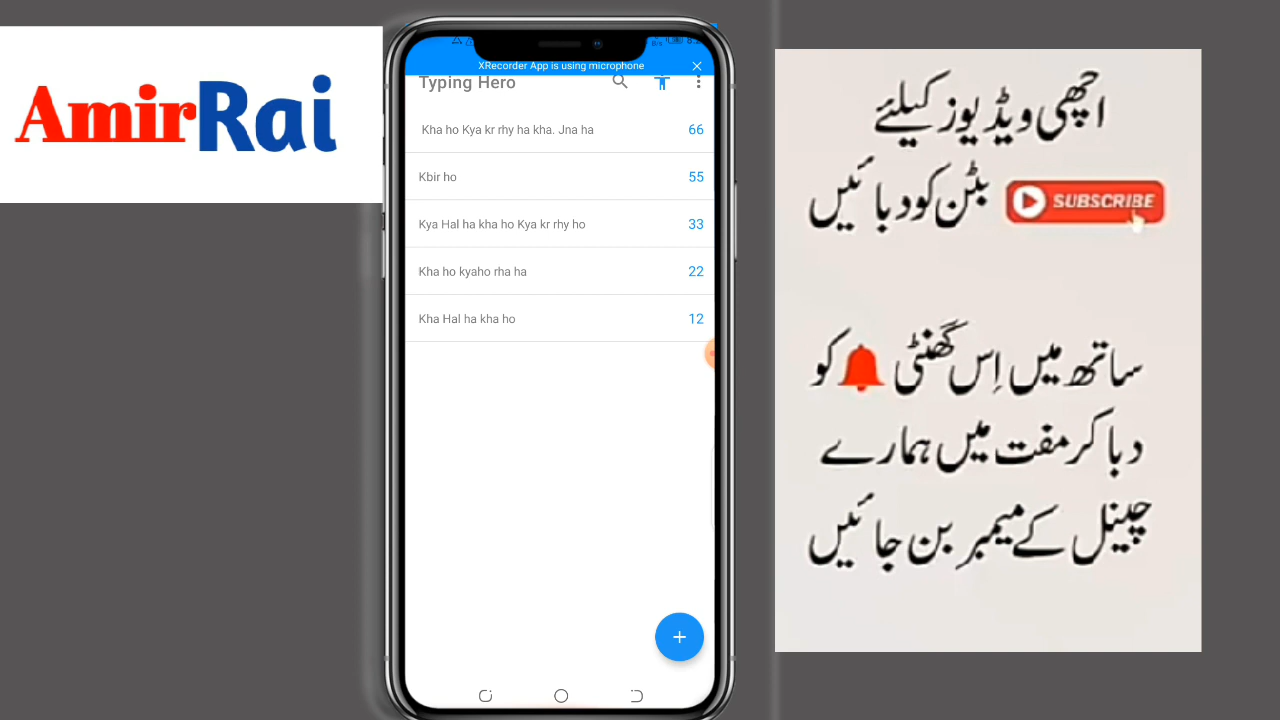 AmirRai
XRecorder App is using microphone
Typing Hero
Kha ho Kya kr rhy ha kha. Jna ha 66
Kbir ho 55
Kya Hal ha kha ho Kya kr rhy ho 33
Kha ho kyaho rha ha 22
Kha Hal ha kha ho 12
اچھی ویڈیوز کیلئے
SUBSCRIBE بٹن کو دبائیں
ساتھ میں اِس گھنٹی کو
دبا کر مفت میں ہمارے
چینل کے میمبر بن جائیں